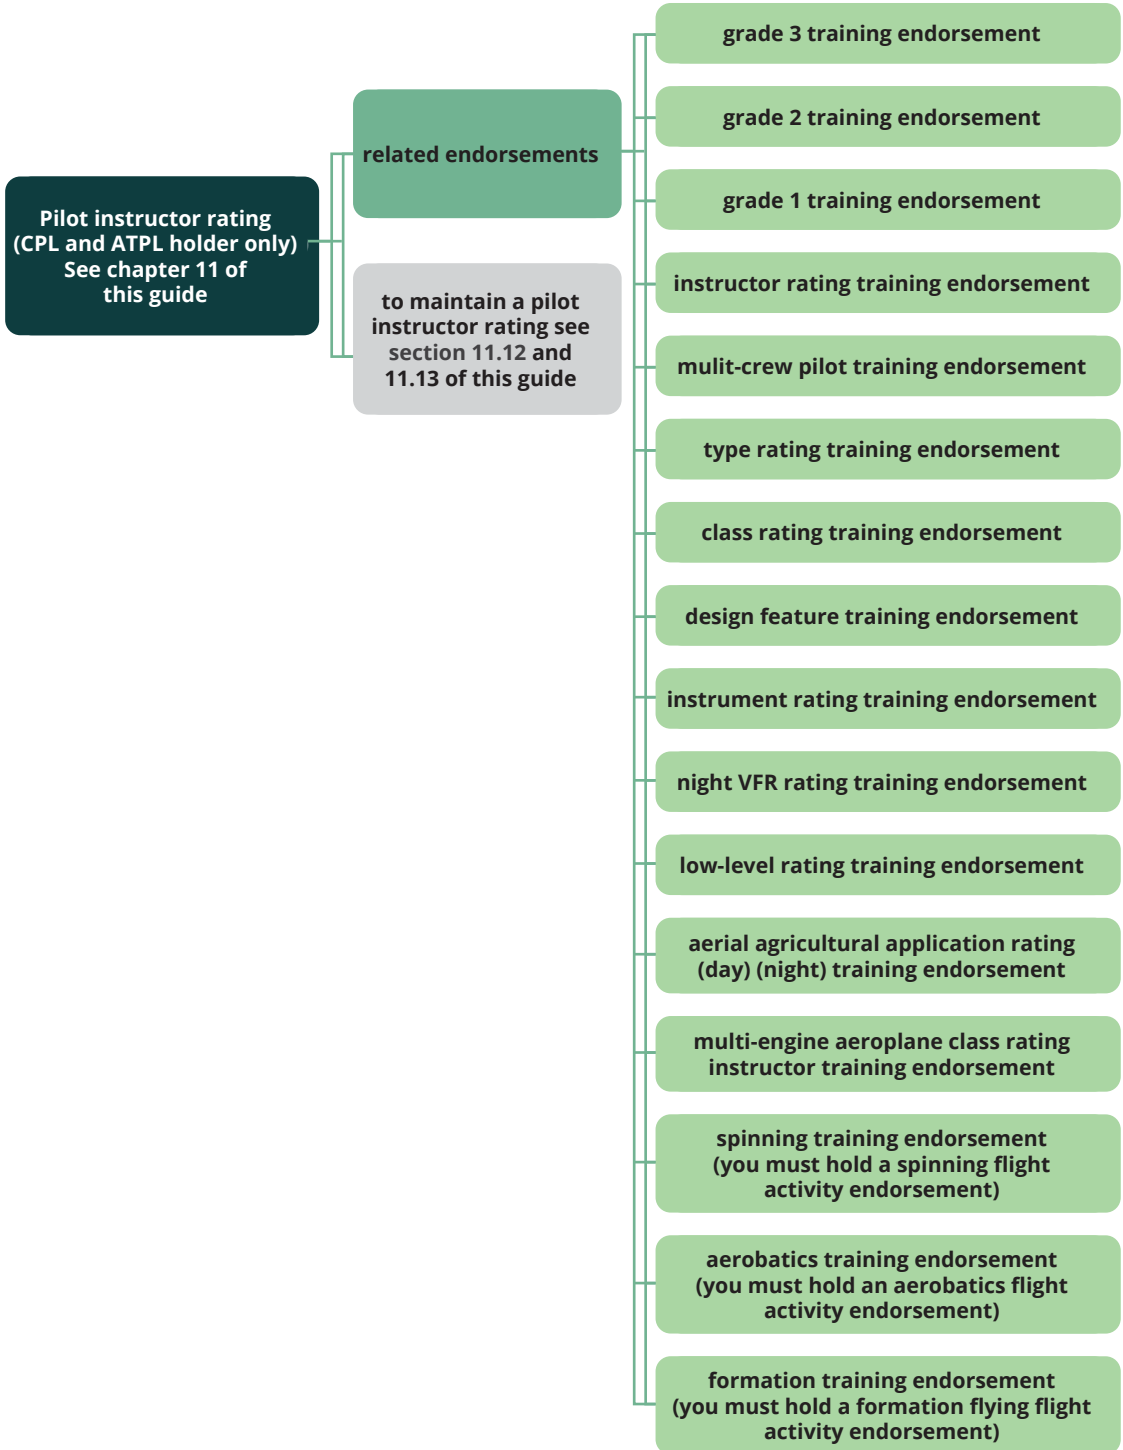 Pilot instructor rating
(CPL and ATPL holder only)
See chapter 11 of
this guide
related endorsements
to maintain a pilot
instructor rating see
section 11.12 and
11.13 of this guide
grade 3 training endorsement
grade 2 training endorsement
grade 1 training endorsement
instructor rating training endorsement
mulit-crew pilot training endorsement
type rating training endorsement
class rating training endorsement
design feature training endorsement
instrument rating training endorsement
night VFR rating training endorsement
low-level rating training endorsement
aerial agricultural application rating
(day) (night) training endorsement
multi-engine aeroplane class rating
instructor training endorsement
spinning training endorsement
(you must hold a spinning flight
activity endorsement)
aerobatics training endorsement
(you must hold an aerobatics flight
activity endorsement)
formation training endorsement
(you must hold a formation flying flight
activity endorsement)